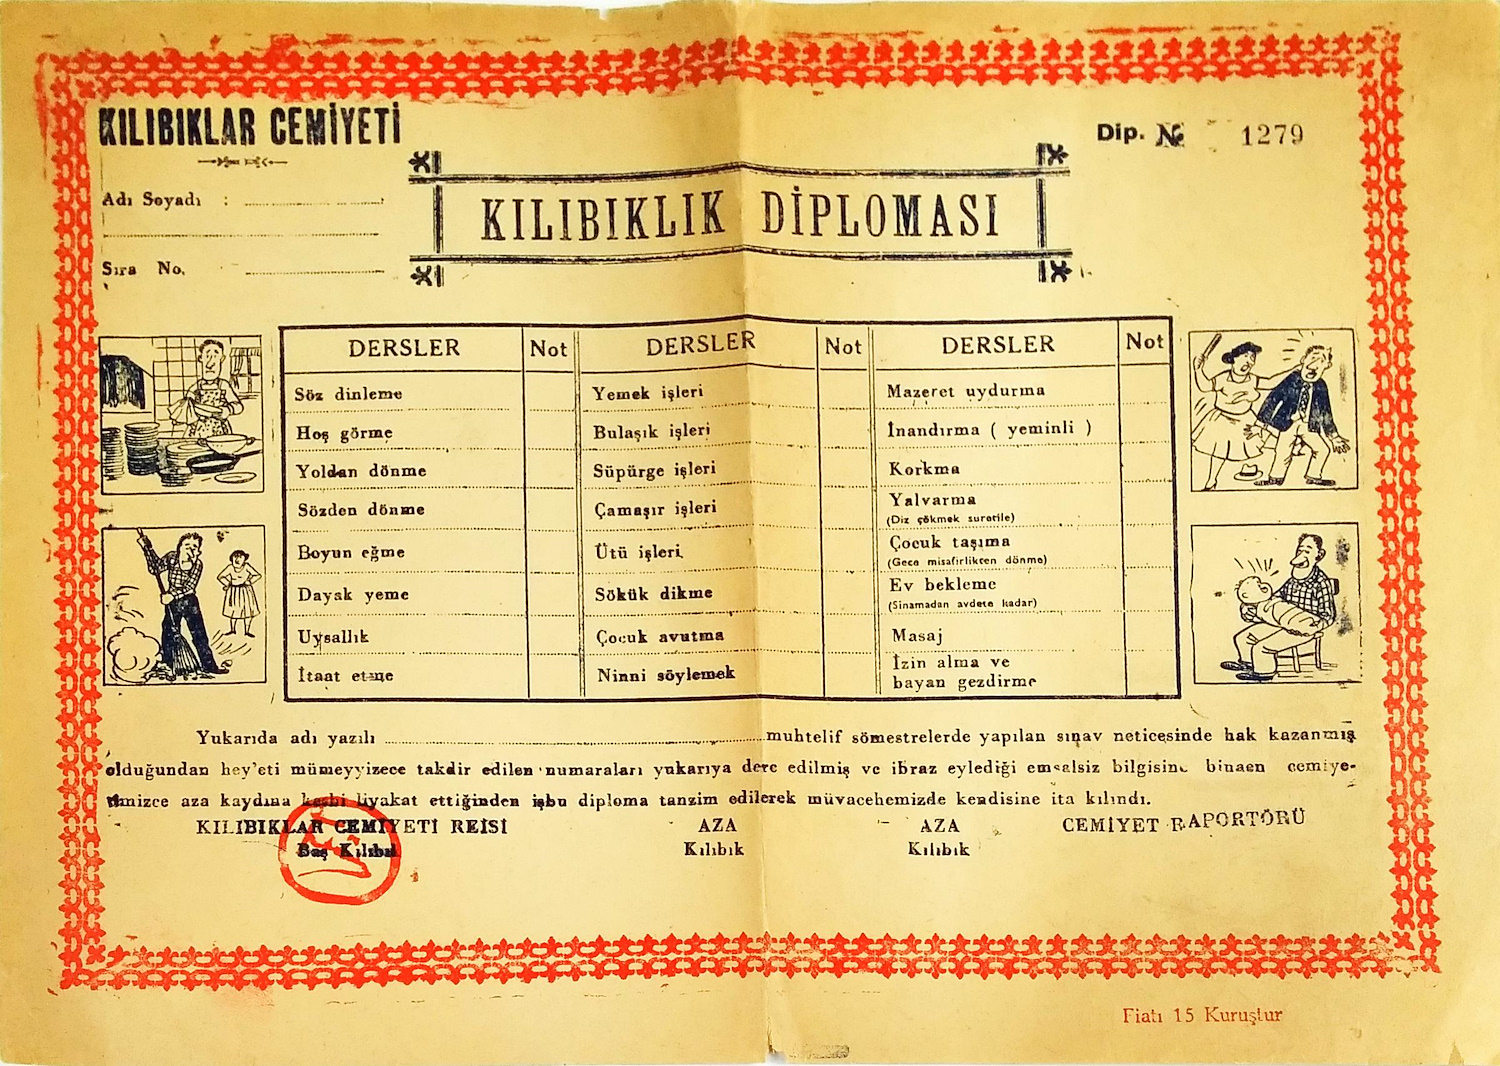 KILIBIKLAR CEMİYETİ
Dip. № 1279
Adı Soyadı :
KILIBIKLIK DİPLOMASI
Sıra No.
DERSLER Not DERSLER Not DERSLER Not
Söz dinleme Yemek işleri Mazeret uydurma
Hoş görme Bulaşık işleri İnandırma ( yeminli )
Yoldan dönme Süpürge işleri Korkma
Sözden dönme Çamaşır işleri Yalvarma
(Diz çökmek suretile)
Boyun eğme Ütü işleri Çocuk taşıma
(Gece misafirlikten dönme)
Dayak yeme Sökük dikme Ev bekleme
(Sinamadan avdete kadar)
Uysallık Çocuk avutma Masaj
İtaat etme Ninni söylemek İzin alma ve
bayan gezdirme
Yukarıda adı yazılı muhtelif sömestrelerde yapılan sınav neticesinde hak kazanmış
olduğundan hey'eti mümeyyizece takdir edilen numaraları yukarıya derc edilmiş ve ibraz eylediği emsalsiz bilgisine binaen cemiye-
timizce aza kaydına kesbi liyakat ettiğinden işbu diploma tanzim edilerek müvacehemizde kendisine ita kılındı.
KILIBIKLAR CEMİYETİ REİSİ AZA AZA CEMİYET RAPORTÖRÜ
Baş Kılıbık Kılıbık Kılıbık
Fiatı 15 Kuruştur